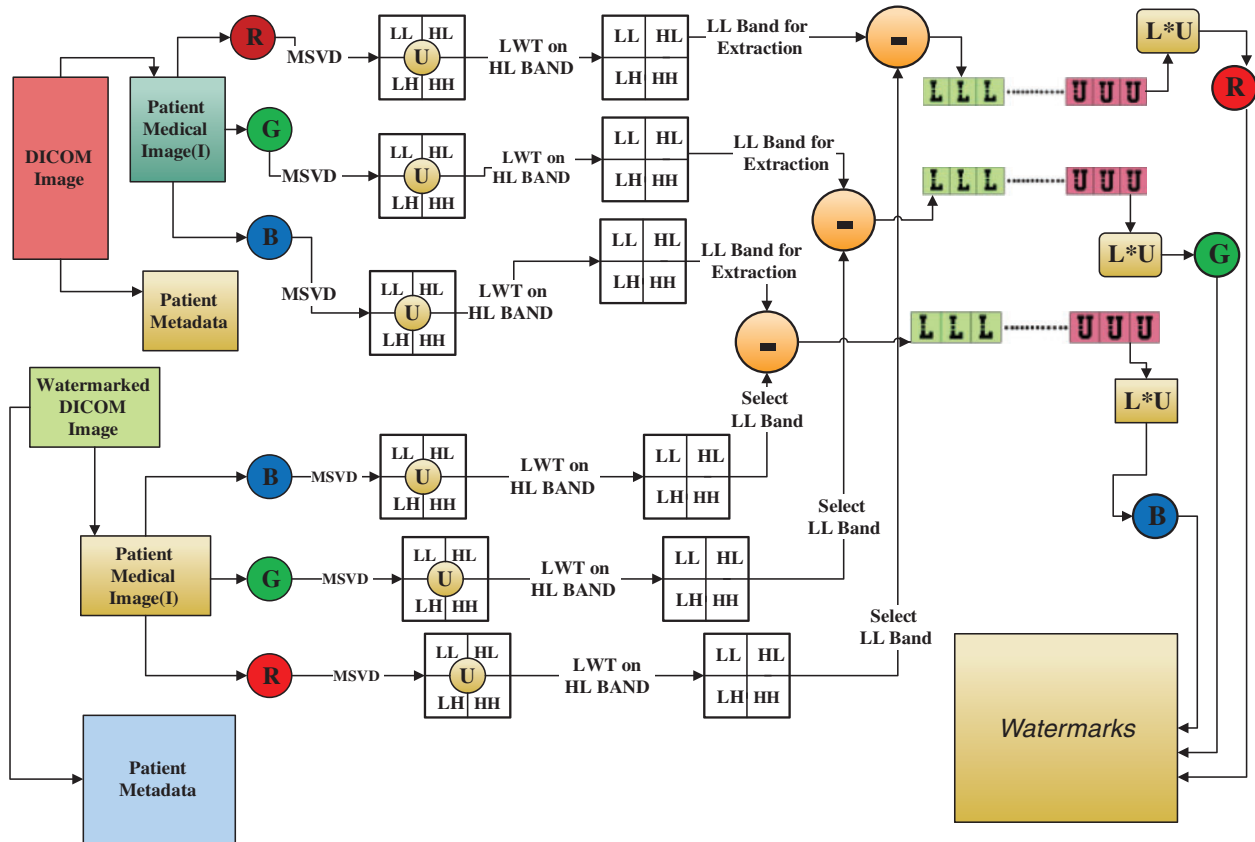 R
MSVD
LL HL
U
LH HH
LWT on
HL BAND
LL HL
LH HH
LL Band for
Extraction
-
L L L U U U
L*U
R
DICOM
Image
Patient
Medical
Image(I)
G
MSVD
LL HL
U
LH HH
LWT on
HL BAND
LL HL
LH HH
LL Band for
Extraction
-
L L L U U U
L*U
G
B
MSVD
LL HL
U
LH HH
LWT on
HL BAND
LL HL
LH HH
LL Band for
Extraction
-
L L L U U U
L*U
B
Patient
Metadata
Watermarked
DICOM
Image
B
MSVD
LL HL
U
LH HH
LWT on
HL BAND
LL HL
LH HH
Select
LL Band
Patient
Medical
Image(I)
G
MSVD
LL HL
U
LH HH
LWT on
HL BAND
LL HL
LH HH
Select
LL Band
R
MSVD
LL HL
U
LH HH
LWT on
HL BAND
LL HL
LH HH
Select
LL Band
Patient
Metadata
Watermarks